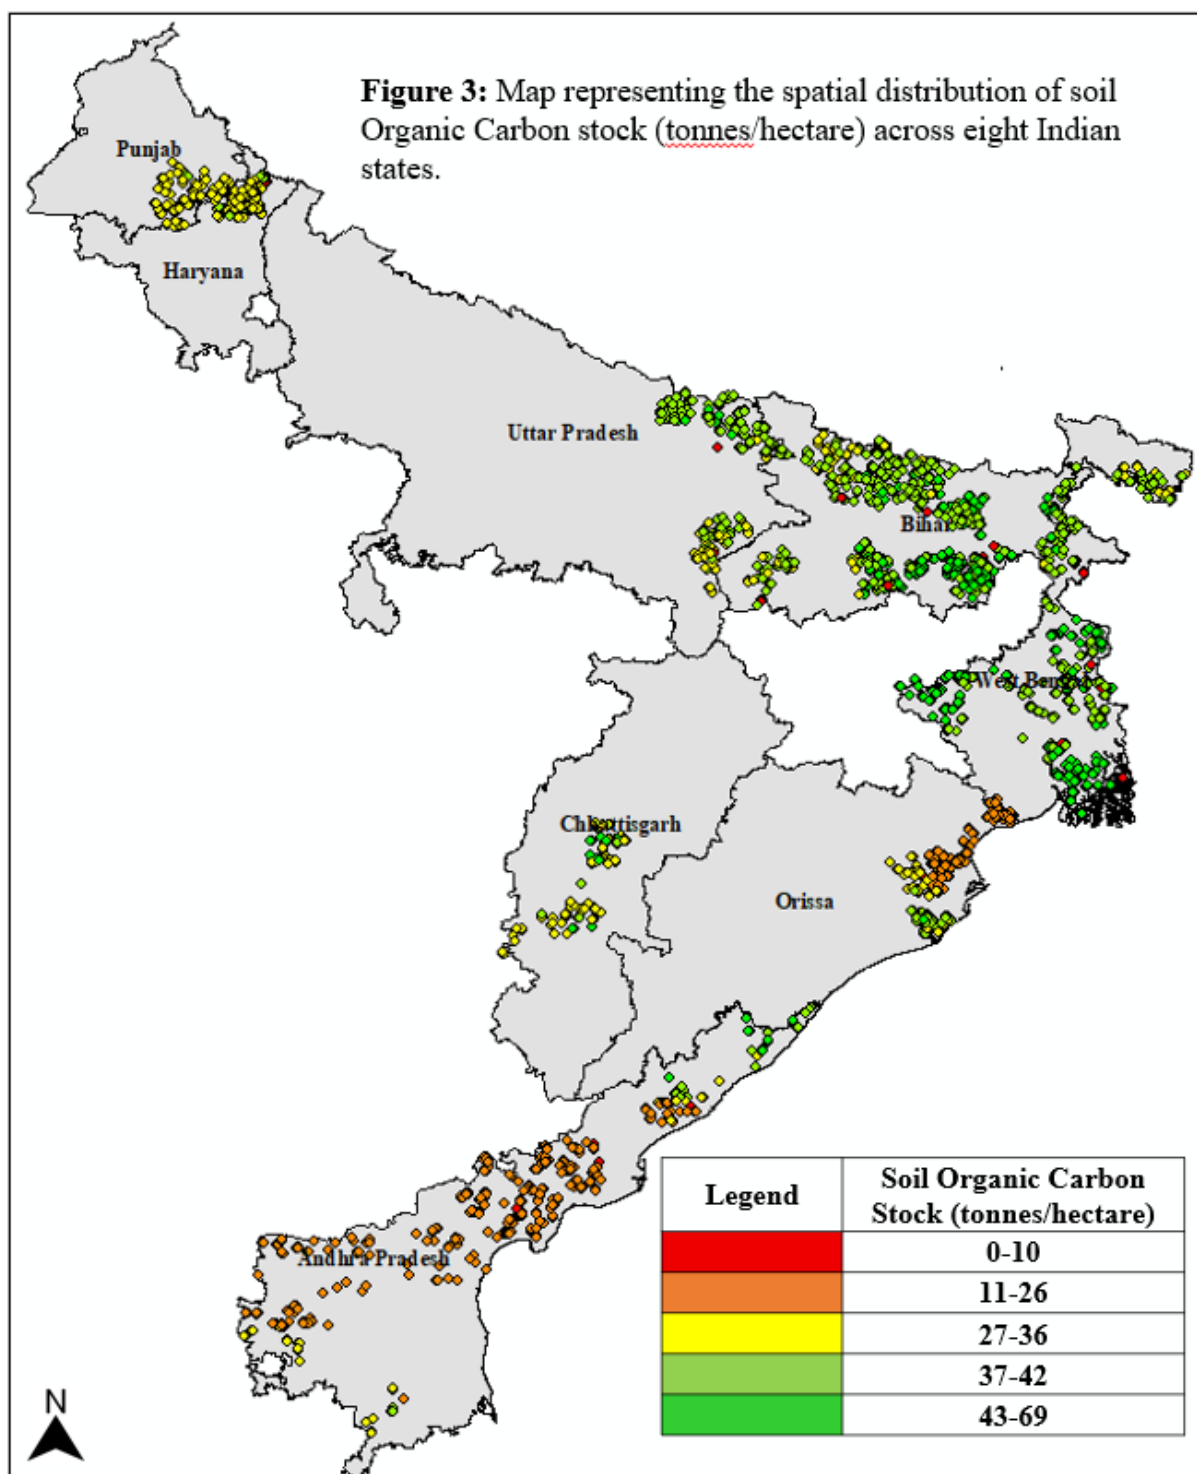 Figure 3: Map representing the spatial distribution of soil
Organic Carbon stock (tonnes/hectare) across eight Indian
states.
Punjab
Haryana
Uttar Pradesh
Bihar
West Bengal
Chhattisgarh
Orissa
Andhra Pradesh
Legend
Soil Organic Carbon
Stock (tonnes/hectare)
0-10
11-26
27-36
37-42
43-69
N